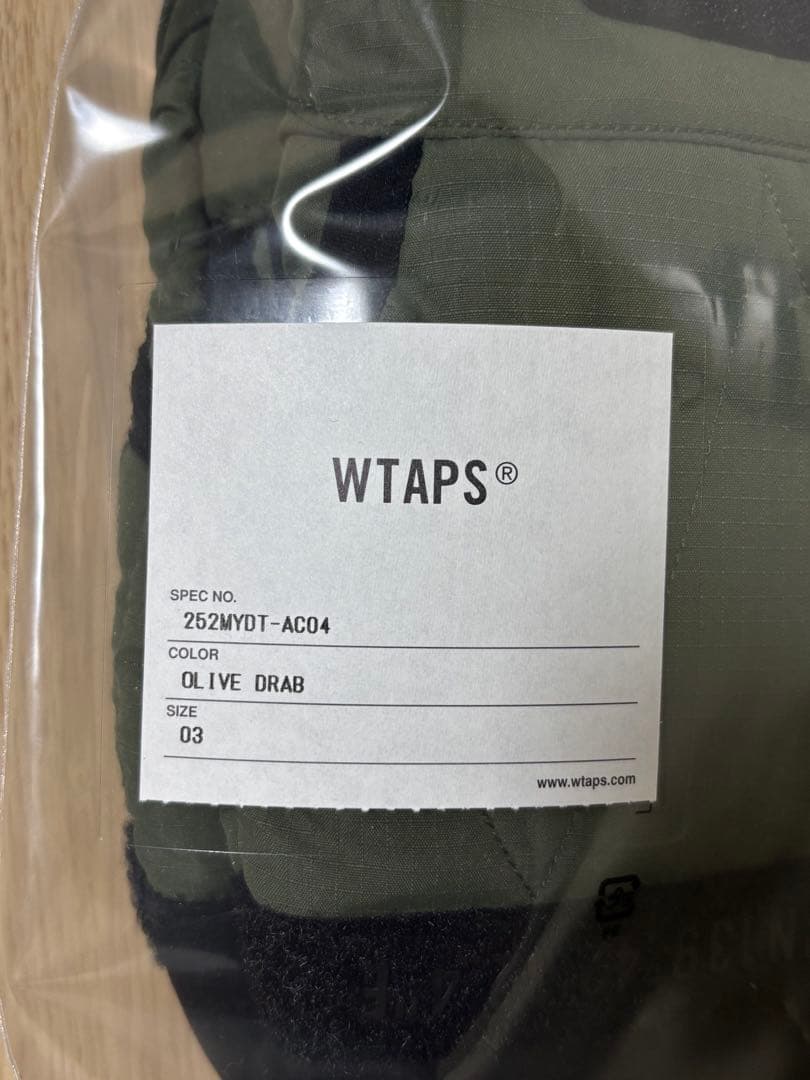 WTAPS®
SPEC NO.
252MYDT-AC04
COLOR
OLIVE DRAB
SIZE
03
www.wtaps.com